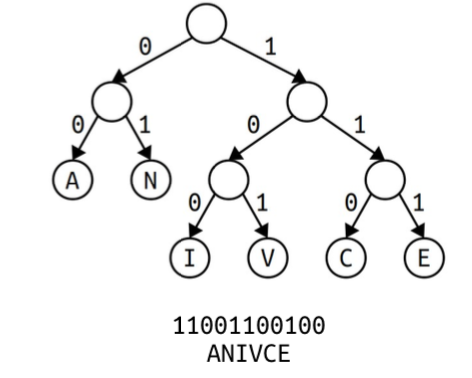 0 1
0 1 0 1
A N 0 1 0 1
I V C E
11001100100
ANIVCE